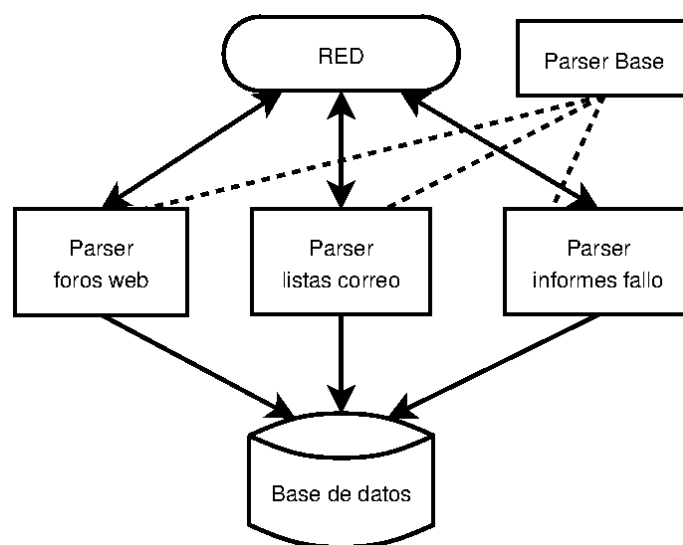 RED
Parser Base
Parser
foros web
Parser
listas correo
Parser
informes fallo
Base de datos